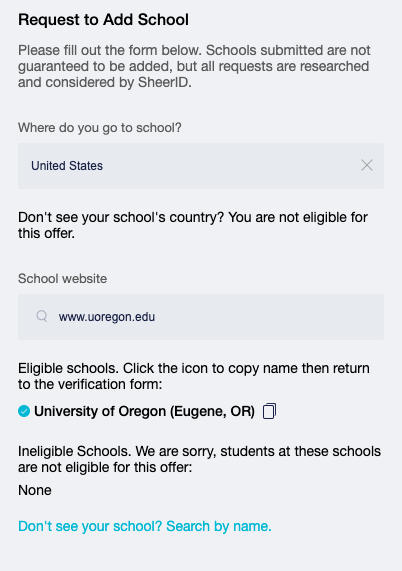 Request to Add School
Please fill out the form below. Schools submitted are not
guaranteed to be added, but all requests are researched
and considered by SheerID.
Where do you go to school?
United States
Don't see your school's country? You are not eligible for
this offer.
School website
www.uoregon.edu
Eligible schools. Click the icon to copy name then return
to the verification form:
University of Oregon (Eugene, OR)
Ineligible Schools. We are sorry, students at these schools
are not eligible for this offer:
None
Don't see your school? Search by name.